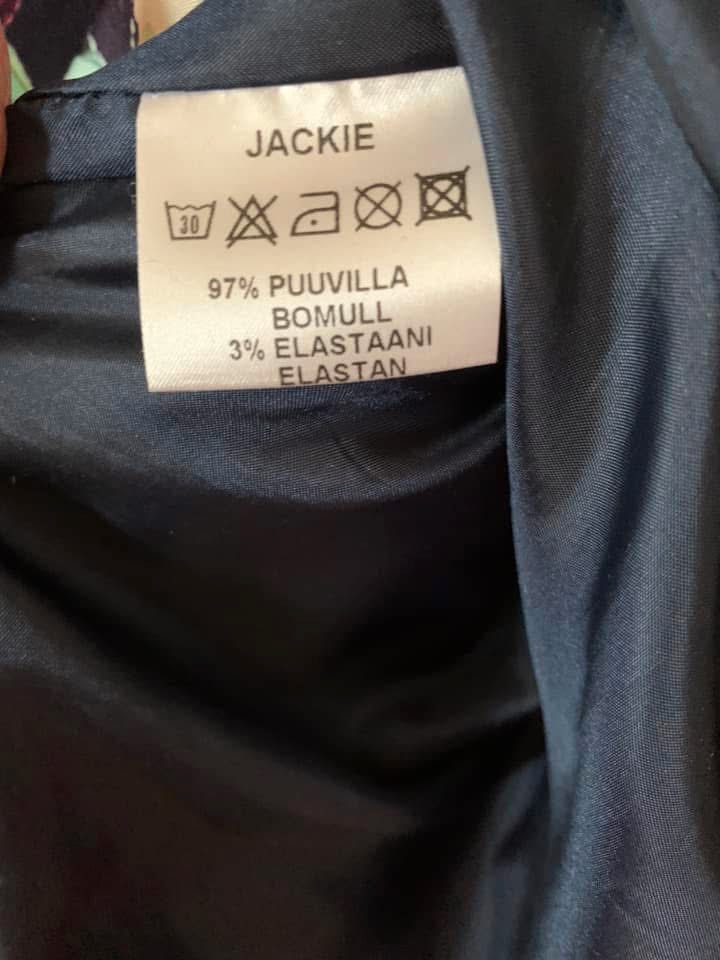 JACKIE
30
97% PUUVILLA
BOMULL
3% ELASTAANI
ELASTAN